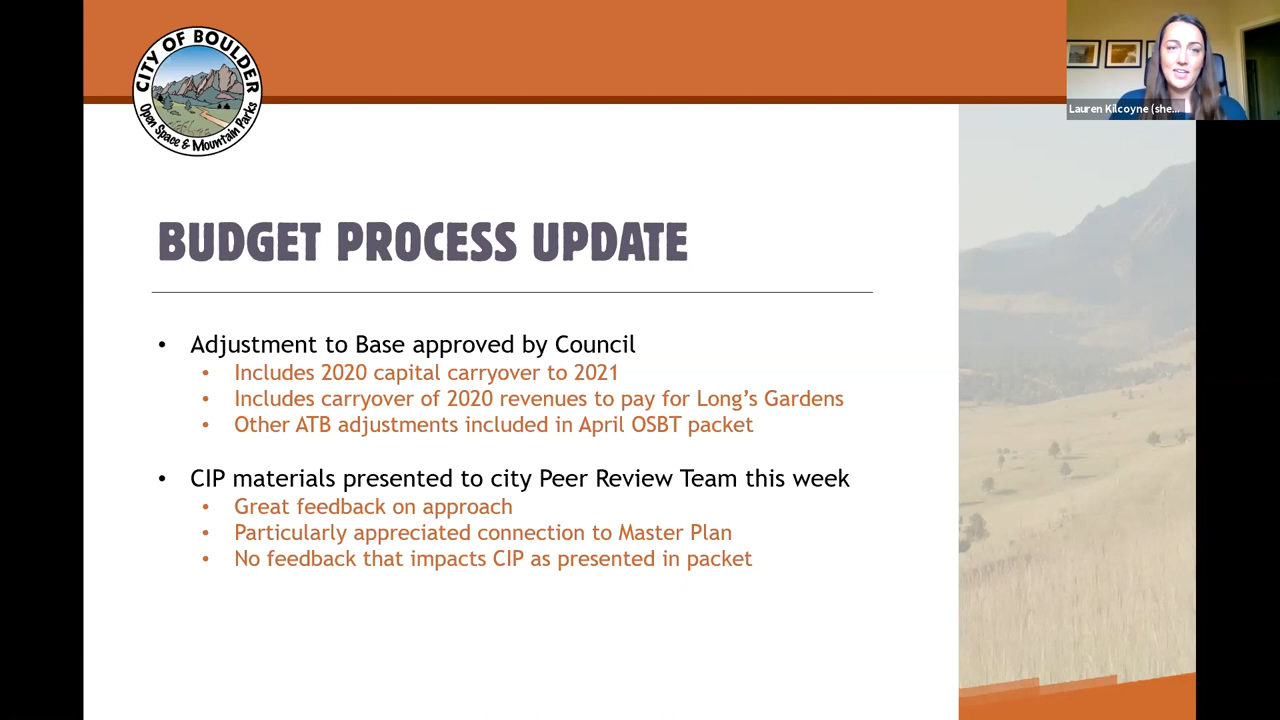 CITY OF BOULDER
Open Space & Mountain Parks
Lauren Kilcoyne (she...
BUDGET PROCESS UPDATE
• Adjustment to Base approved by Council
• Includes 2020 capital carryover to 2021
• Includes carryover of 2020 revenues to pay for Long's Gardens
• Other ATB adjustments included in April OSBT packet
• CIP materials presented to city Peer Review Team this week
• Great feedback on approach
• Particularly appreciated connection to Master Plan
• No feedback that impacts CIP as presented in packet